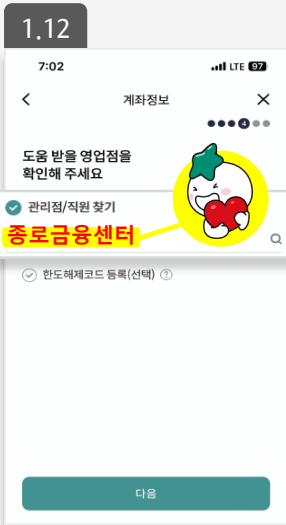 1.12
7:02
LTE 97
계좌정보
4
도움 받을 영업점을
확인해 주세요
관리점/직원 찾기
종로금융센터
한도해제코드 등록(선택) ?
다음